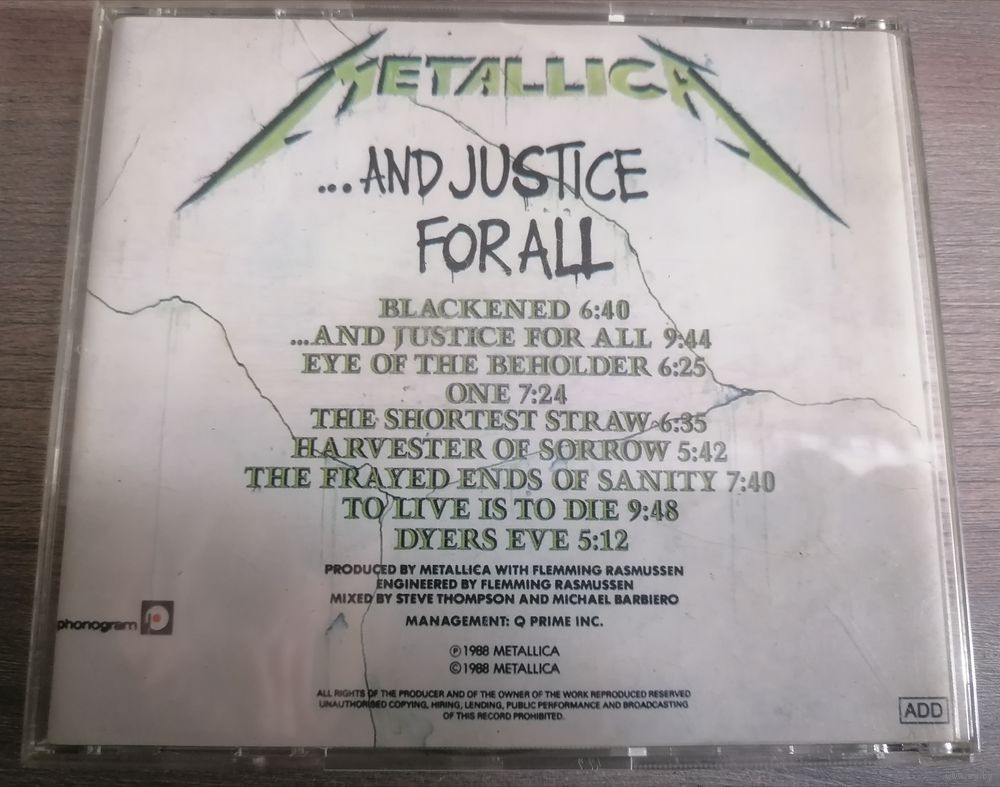 METALLICA
...AND JUSTICE
FOR ALL
BLACKENED 6:40
...AND JUSTICE FOR ALL 9:44
EYE OF THE BEHOLDER 6:25
ONE 7:24
THE SHORTEST STRAW 6:35
HARVESTER OF SORROW 5:42
THE FRAYED ENDS OF SANITY 7:40
TO LIVE IS TO DIE 9:48
DYERS EVE 5:12
PRODUCED BY METALLICA WITH FLEMMING RASMUSSEN
ENGINEERED BY FLEMMING RASMUSSEN
MIXED BY STEVE THOMPSON AND MICHAEL BARBIERO
phonogram
MANAGEMENT: Q PRIME INC.
℗ 1988 METALLICA
© 1988 METALLICA
ALL RIGHTS OF THE PRODUCER AND OF THE OWNER OF THE WORK REPRODUCED RESERVED
UNAUTHORISED COPYING, HIRING, LENDING, PUBLIC PERFORMANCE AND BROADCASTING
OF THIS RECORD PROHIBITED.
ADD